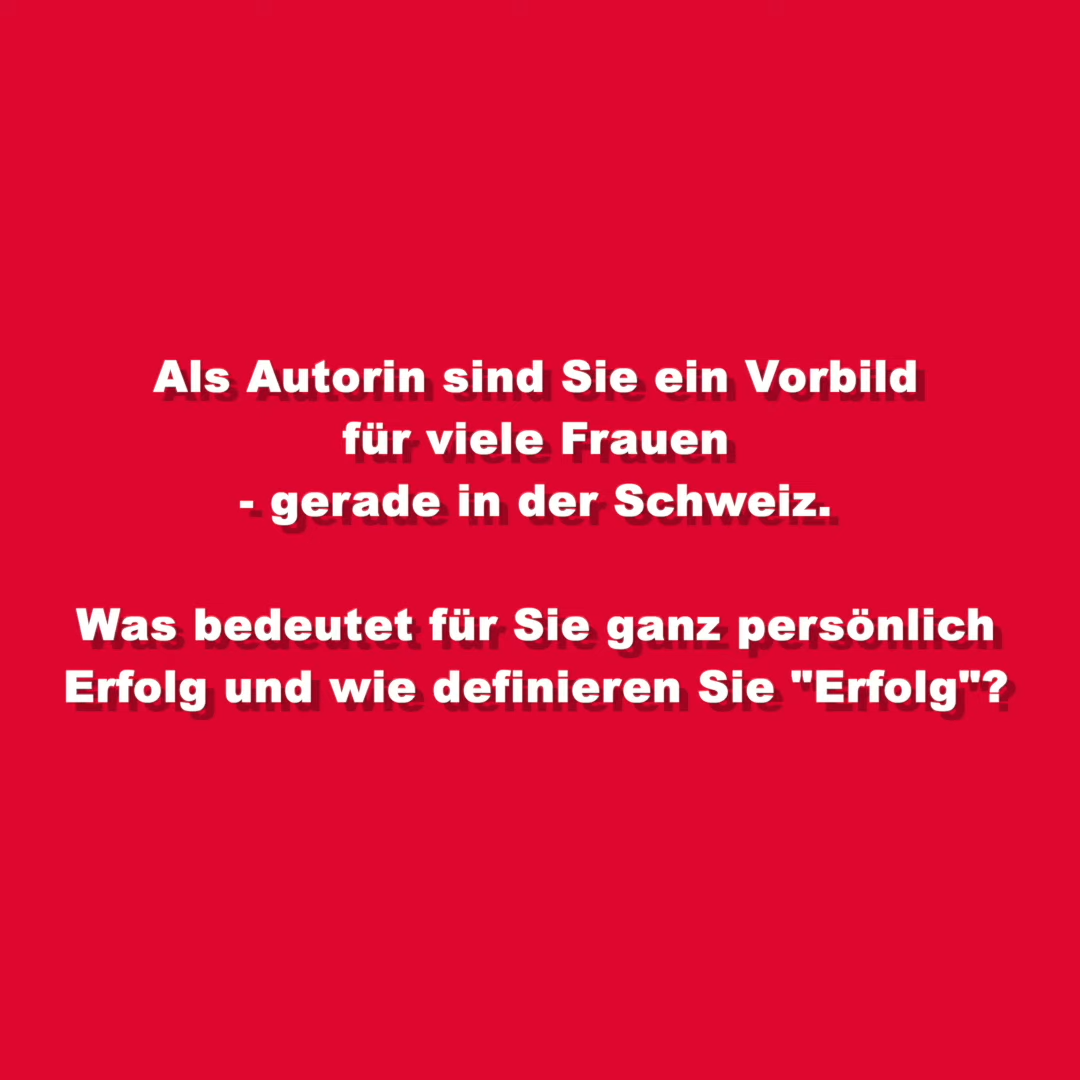 Als Autorin sind Sie ein Vorbild
für viele Frauen
- gerade in der Schweiz.
Was bedeutet für Sie ganz persönlich
Erfolg und wie definieren Sie "Erfolg"?